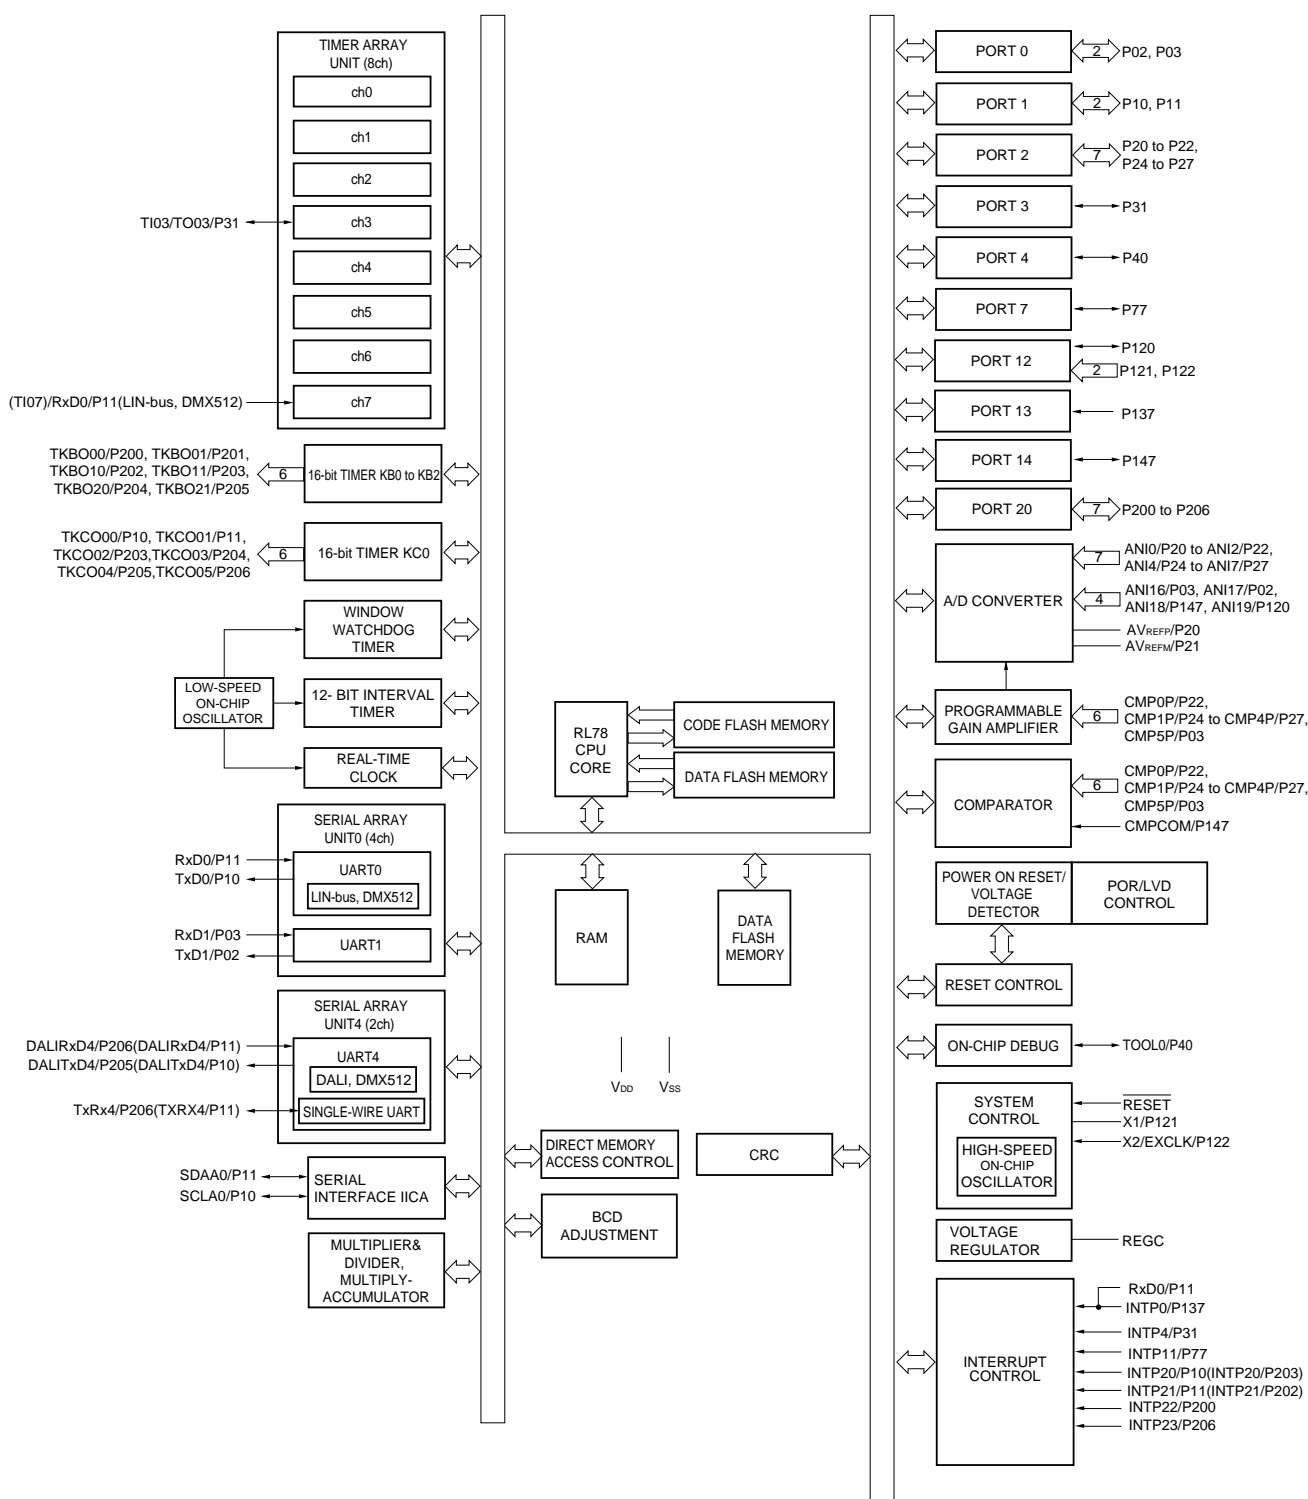 TIMER ARRAY
UNIT (8ch)
ch0
ch1
ch2
TI03/TO03/P31
ch3
ch4
ch5
ch6
(TI07)/RxD0/P11(LIN-bus, DMX512)
ch7
TKBO00/P200, TKBO01/P201,
TKBO10/P202, TKBO11/P203,
TKBO20/P204, TKBO21/P205
6
16-bit TIMER KB0 to KB2
TKCO00/P10, TKCO01/P11,
TKCO02/P203,TKCO03/P204,
TKCO04/P205,TKCO05/P206
6
16-bit TIMER KC0
WINDOW
WATCHDOG
TIMER
LOW-SPEED
ON-CHIP
OSCILLATOR
12- BIT INTERVAL
TIMER
REAL-TIME
CLOCK
SERIAL ARRAY
UNIT0 (4ch)
RxD0/P11
TxD0/P10
UART0
LIN-bus, DMX512
RxD1/P03
TxD1/P02
UART1
SERIAL ARRAY
UNIT4 (2ch)
DALIRxD4/P206(DALIRxD4/P11)
DALITxD4/P205(DALITxD4/P10)
UART4
DALI, DMX512
TxRx4/P206(TXRX4/P11)
SINGLE-WIRE UART
SDAA0/P11
SCLA0/P10
SERIAL
INTERFACE IICA
MULTIPLIER&
DIVIDER,
MULTIPLY-
ACCUMULATOR
RL78
CPU
CORE
CODE FLASH MEMORY
DATA FLASH MEMORY
RAM
DATA
FLASH
MEMORY
VDD
VSS
DIRECT MEMORY
ACCESS CONTROL
CRC
BCD
ADJUSTMENT
PORT 0
2
P02, P03
PORT 1
2
P10, P11
PORT 2
7
P20 to P22,
P24 to P27
PORT 3
P31
PORT 4
P40
PORT 7
P77
PORT 12
P120
2
P121, P122
PORT 13
P137
PORT 14
P147
PORT 20
7
P200 to P206
A/D CONVERTER
7
ANI0/P20 to ANI2/P22,
ANI4/P24 to ANI7/P27
4
ANI16/P03, ANI17/P02,
ANI18/P147, ANI19/P120
AVREFP/P20
AVREFM/P21
PROGRAMMABLE
GAIN AMPLIFIER
6
CMP0P/P22,
CMP1P/P24 to CMP4P/P27,
CMP5P/P03
COMPARATOR
6
CMP0P/P22,
CMP1P/P24 to CMP4P/P27,
CMP5P/P03
CMPCOM/P147
POWER ON RESET/
VOLTAGE
DETECTOR
POR/LVD
CONTROL
RESET CONTROL
ON-CHIP DEBUG
TOOL0/P40
SYSTEM
CONTROL
HIGH-SPEED
ON-CHIP
OSCILLATOR
RESET
X1/P121
X2/EXCLK/P122
VOLTAGE
REGULATOR
REGC
INTERRUPT
CONTROL
RxD0/P11
INTP0/P137
INTP4/P31
INTP11/P77
INTP20/P10(INTP20/P203)
INTP21/P11(INTP21/P202)
INTP22/P200
INTP23/P206